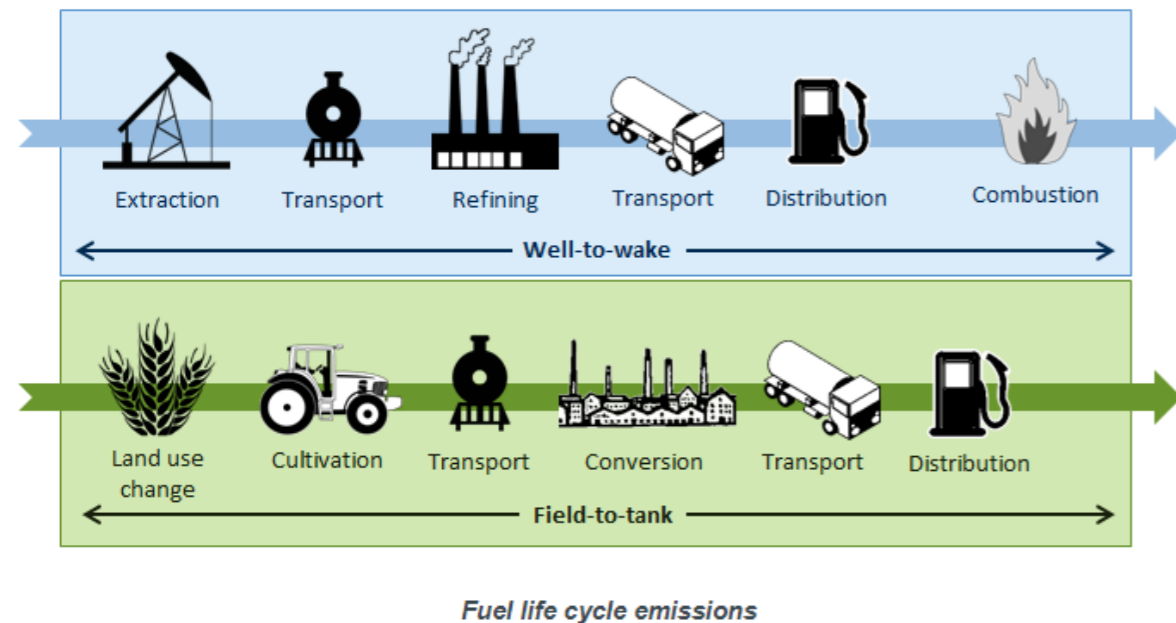 Extraction
Transport
Refining
Transport
Distribution
Combustion
Well-to-wake
Land use
change
Cultivation
Transport
Conversion
Transport
Distribution
Field-to-tank
Fuel life cycle emissions